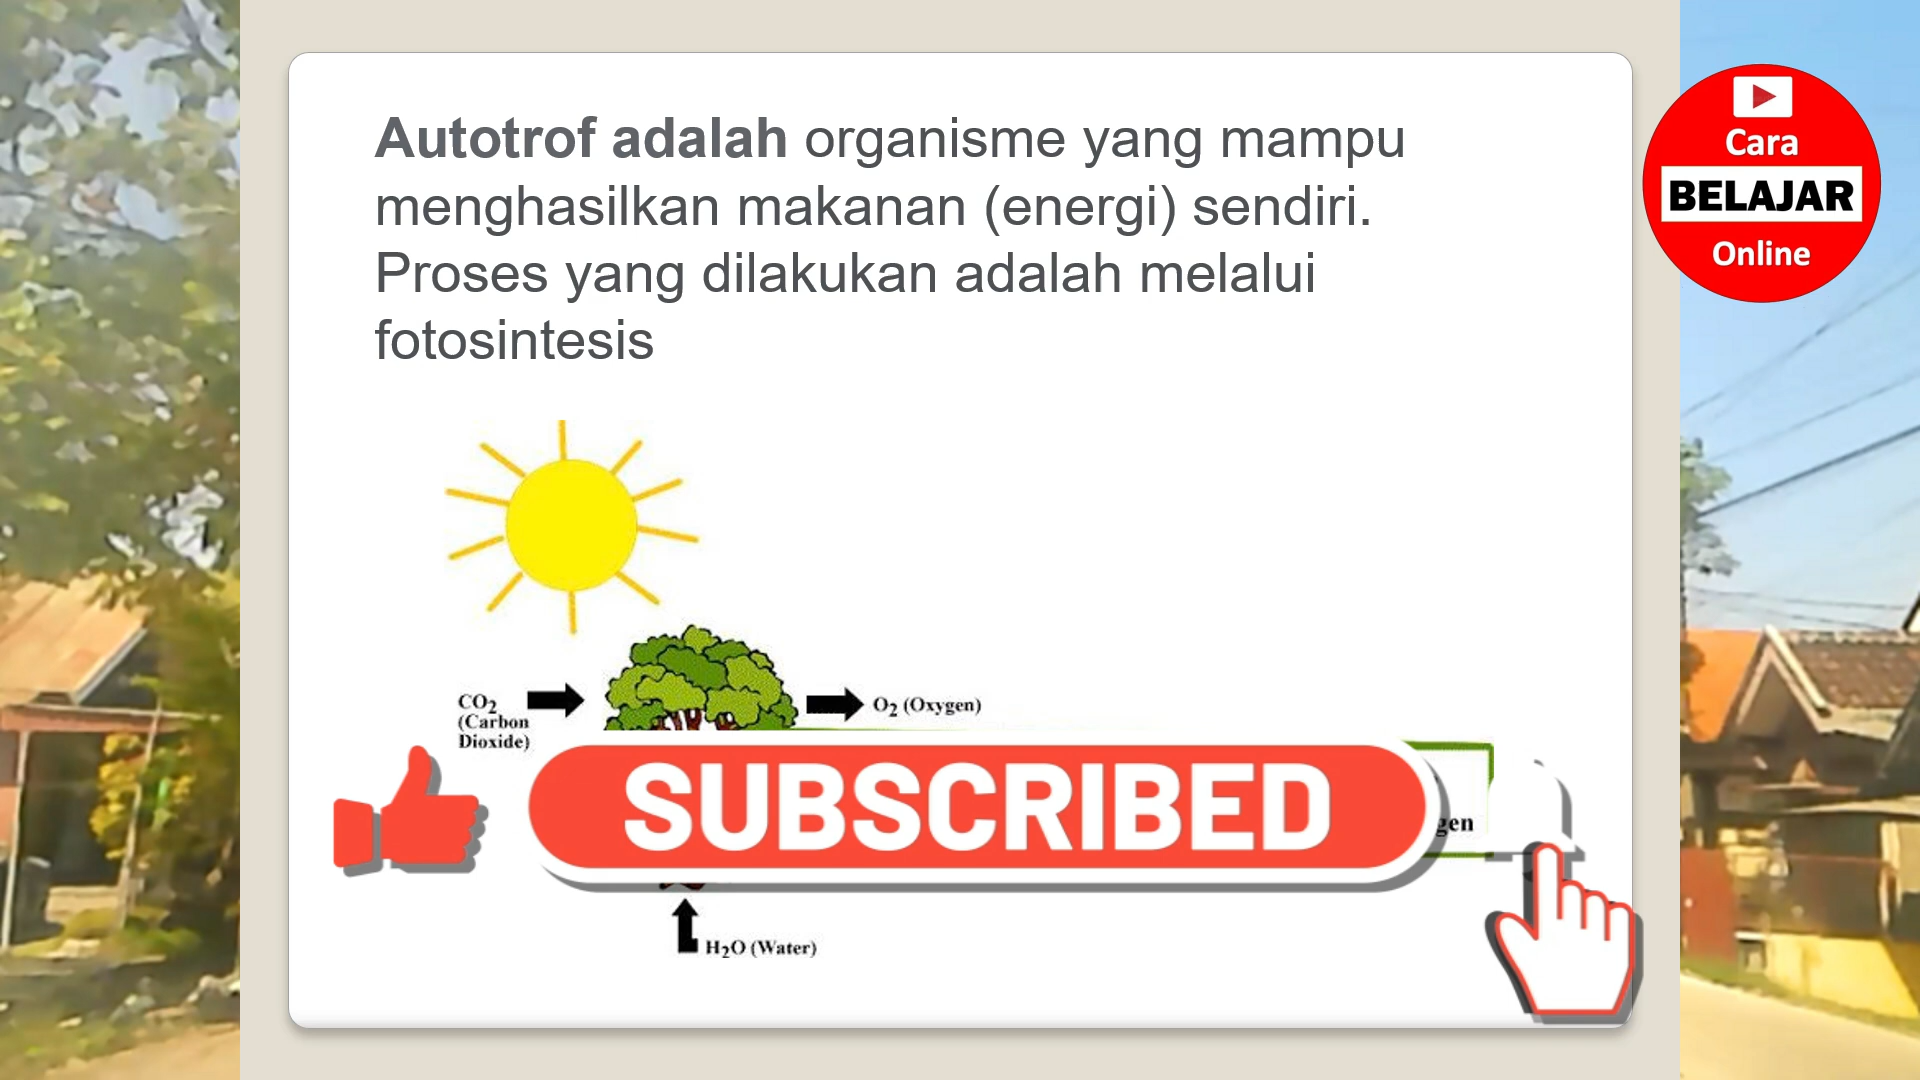 Autotrof adalah organisme yang mampu
menghasilkan makanan (energi) sendiri.
Proses yang dilakukan adalah melalui
fotosintesis
Cara
BELAJAR
Online
CO₂
(Carbon
Dioxide)
O₂ (Oxygen)
SUBSCRIBED
H₂O (Water)